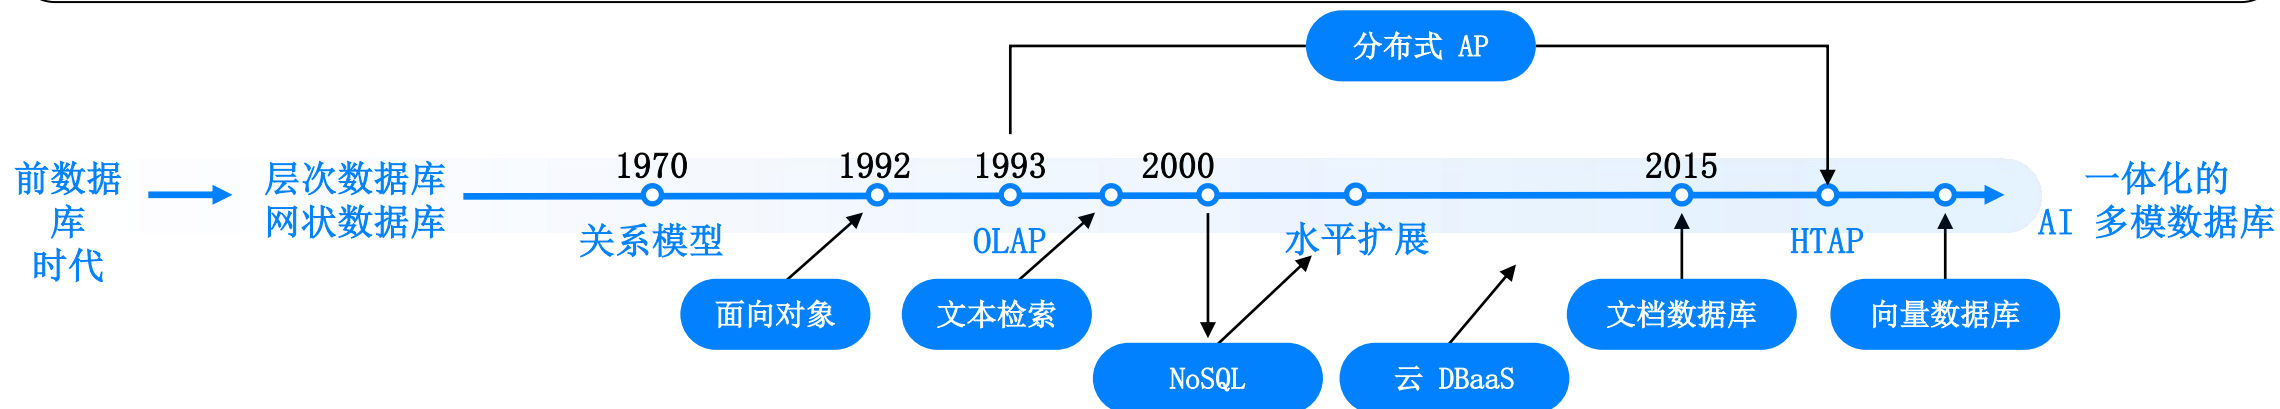 分布式 AP
1970
1992
1993
2000
2015
前数据
库
时代
层次数据库
网状数据库
关系模型
OLAP
水平扩展
HTAP
一体化的
AI 多模数据库
面向对象
文本检索
文档数据库
向量数据库
NoSQL
云 DBaaS